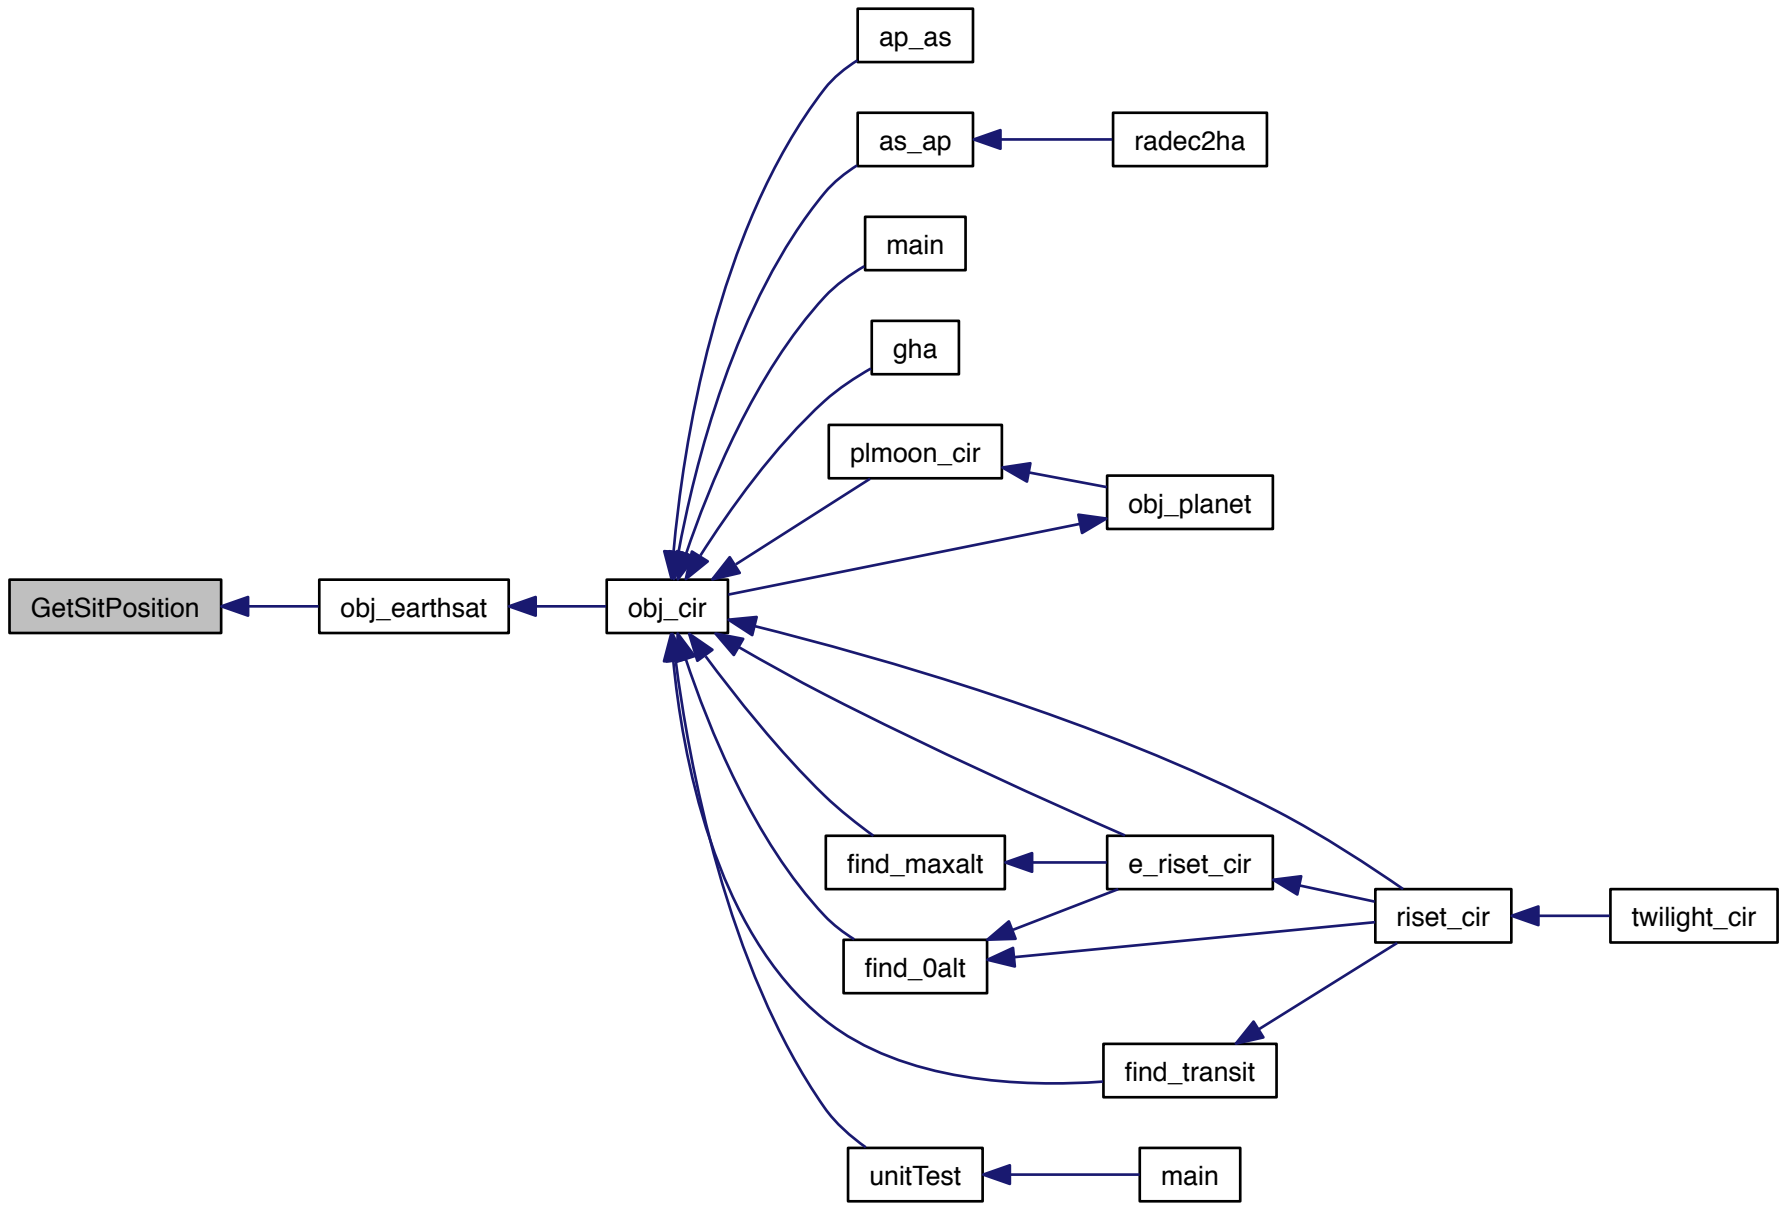 ap_as
as_ap
radec2ha
main
gha
plmoon_cir
obj_planet
GetSitPosition
obj_earthsat
obj_cir
find_maxalt
e_riset_cir
riset_cir
twilight_cir
find_0alt
find_transit
unitTest
main